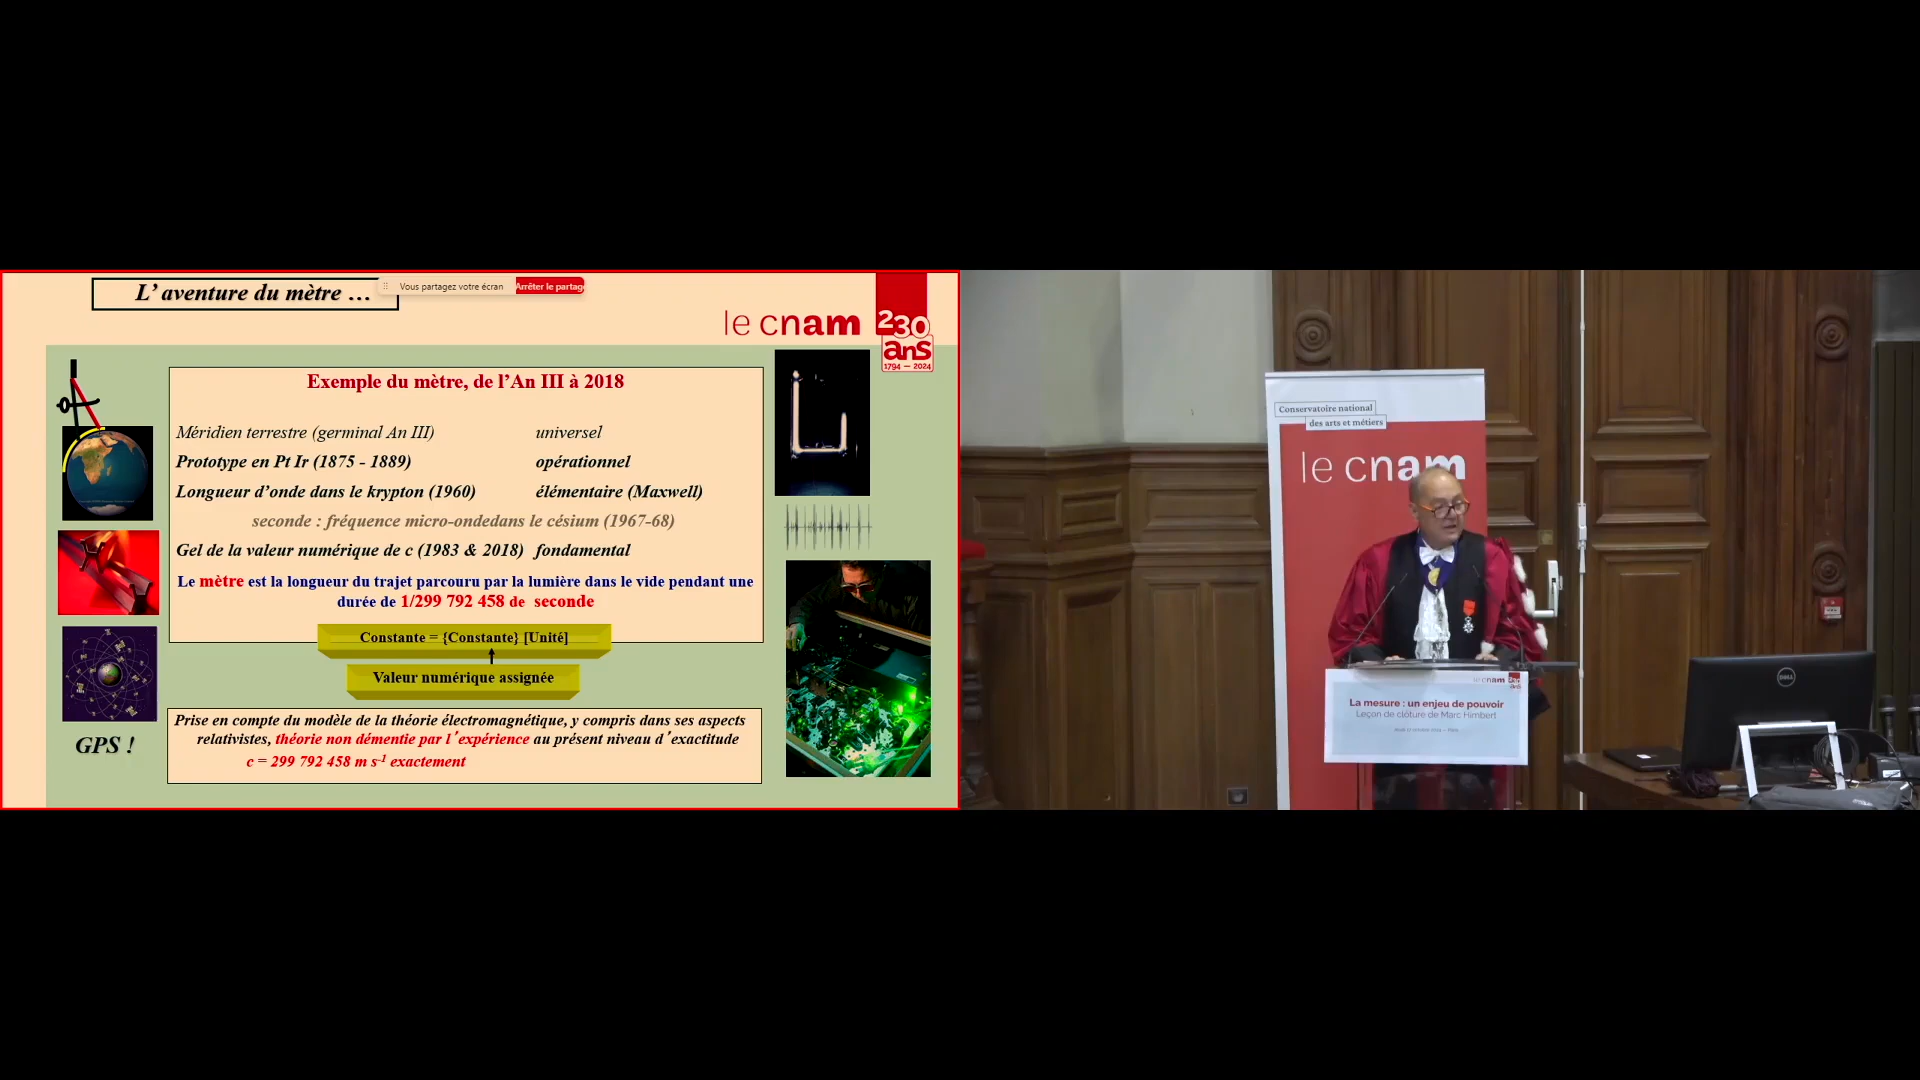 L’ aventure du mètre …
Vous partagez votre écran
Arrêter le partag
le cnam
230
ans
1794 — 2024
Exemple du mètre, de l’An III à 2018
Méridien terrestre (germinal An III) universel
Prototype en Pt Ir (1875 - 1889) opérationnel
Longueur d’onde dans le krypton (1960) élémentaire (Maxwell)
seconde : fréquence micro-ondedans le césium (1967-68)
Gel de la valeur numérique de c (1983 & 2018) fondamental
Le mètre est la longueur du trajet parcouru par la lumière dans le vide pendant une
durée de 1/299 792 458 de seconde
Constante = {Constante} [Unité]
Valeur numérique assignée
GPS !
Prise en compte du modèle de la théorie électromagnétique, y compris dans ses aspects
relativistes, théorie non démentie par l’expérience au présent niveau d’exactitude
c = 299 792 458 m s-1 exactement
Conservatoire national
des arts et métiers
le cnam
le cnam
La mesure : un enjeu de pouvoir
Leçon de clôture de Marc Himbert
DELL